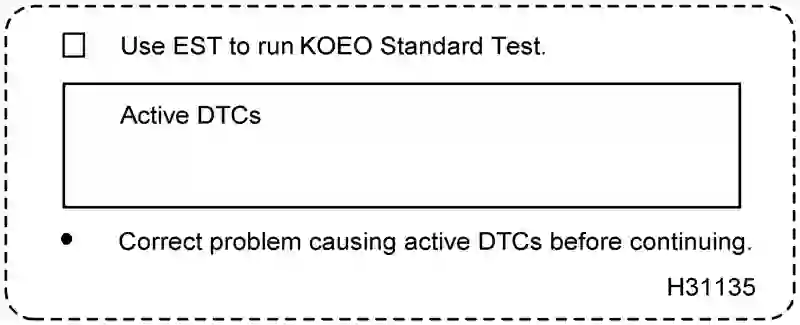 Use EST to run KOEO Standard Test.
Active DTCs
Correct problem causing active DTCs before continuing.
H31135